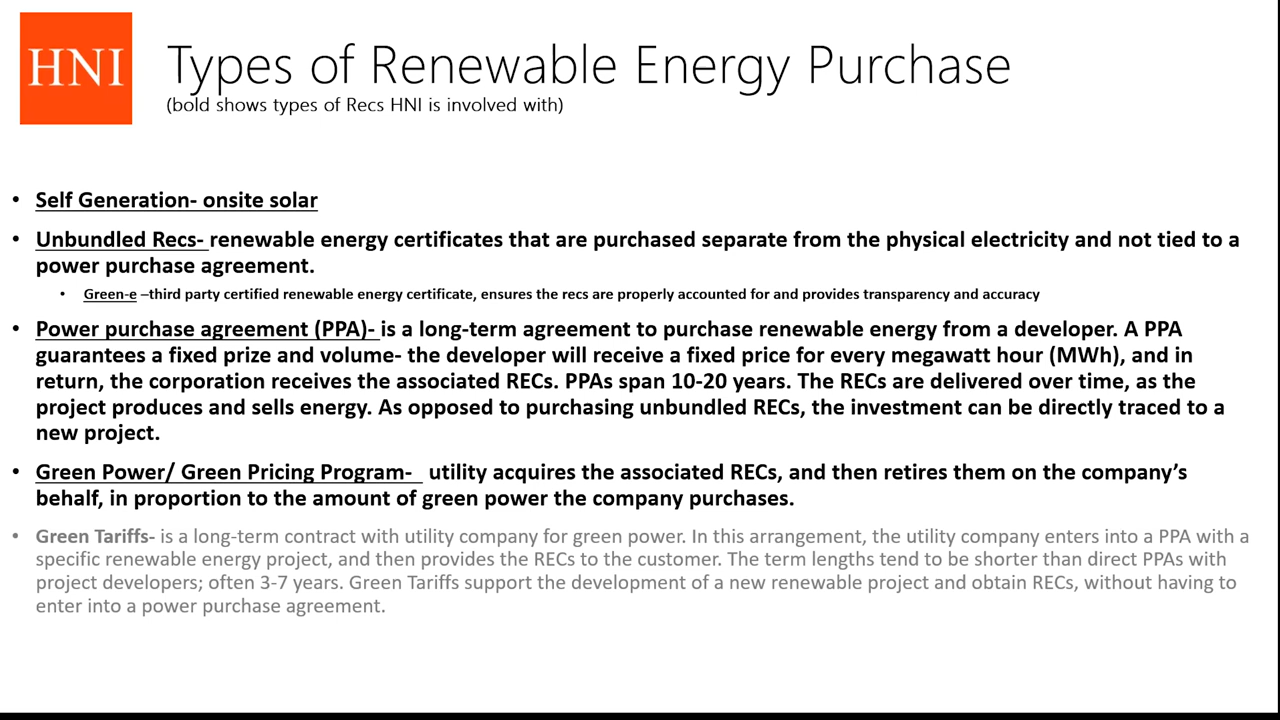 HNI
Types of Renewable Energy Purchase
(bold shows types of Recs HNI is involved with)
• Self Generation- onsite solar
• Unbundled Recs- renewable energy certificates that are purchased separate from the physical electricity and not tied to a
power purchase agreement.
• Green-e –third party certified renewable energy certificate, ensures the recs are properly accounted for and provides transparency and accuracy
• Power purchase agreement (PPA)- is a long-term agreement to purchase renewable energy from a developer. A PPA
guarantees a fixed prize and volume- the developer will receive a fixed price for every megawatt hour (MWh), and in
return, the corporation receives the associated RECs. PPAs span 10-20 years. The RECs are delivered over time, as the
project produces and sells energy. As opposed to purchasing unbundled RECs, the investment can be directly traced to a
new project.
• Green Power/ Green Pricing Program- utility acquires the associated RECs, and then retires them on the company’s
behalf, in proportion to the amount of green power the company purchases.
• Green Tariffs- is a long-term contract with utility company for green power. In this arrangement, the utility company enters into a PPA with a
specific renewable energy project, and then provides the RECs to the customer. The term lengths tend to be shorter than direct PPAs with
project developers; often 3-7 years. Green Tariffs support the development of a new renewable project and obtain RECs, without having to
enter into a power purchase agreement.